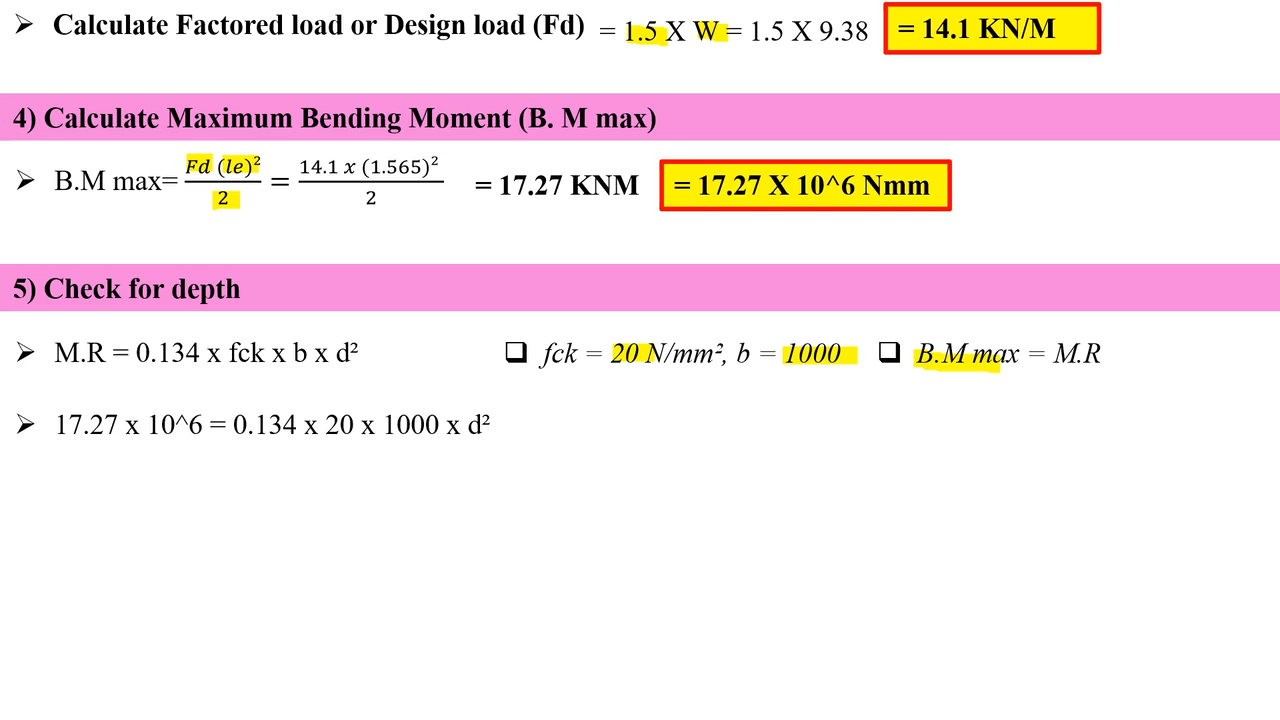 ➢ Calculate Factored load or Design load (Fd) = 1.5 X W = 1.5 X 9.38 = 14.1 KN/M
4) Calculate Maximum Bending Moment (B. M max)
➢ B.M max= Fd (le)²/2 = 14.1 x (1.565)²/2 = 17.27 KNM = 17.27 X 10^6 Nmm
5) Check for depth
➢ M.R = 0.134 x fck x b x d² ❑ fck = 20 N/mm², b = 1000 ❑ B.M max = M.R
➢ 17.27 x 10^6 = 0.134 x 20 x 1000 x d²